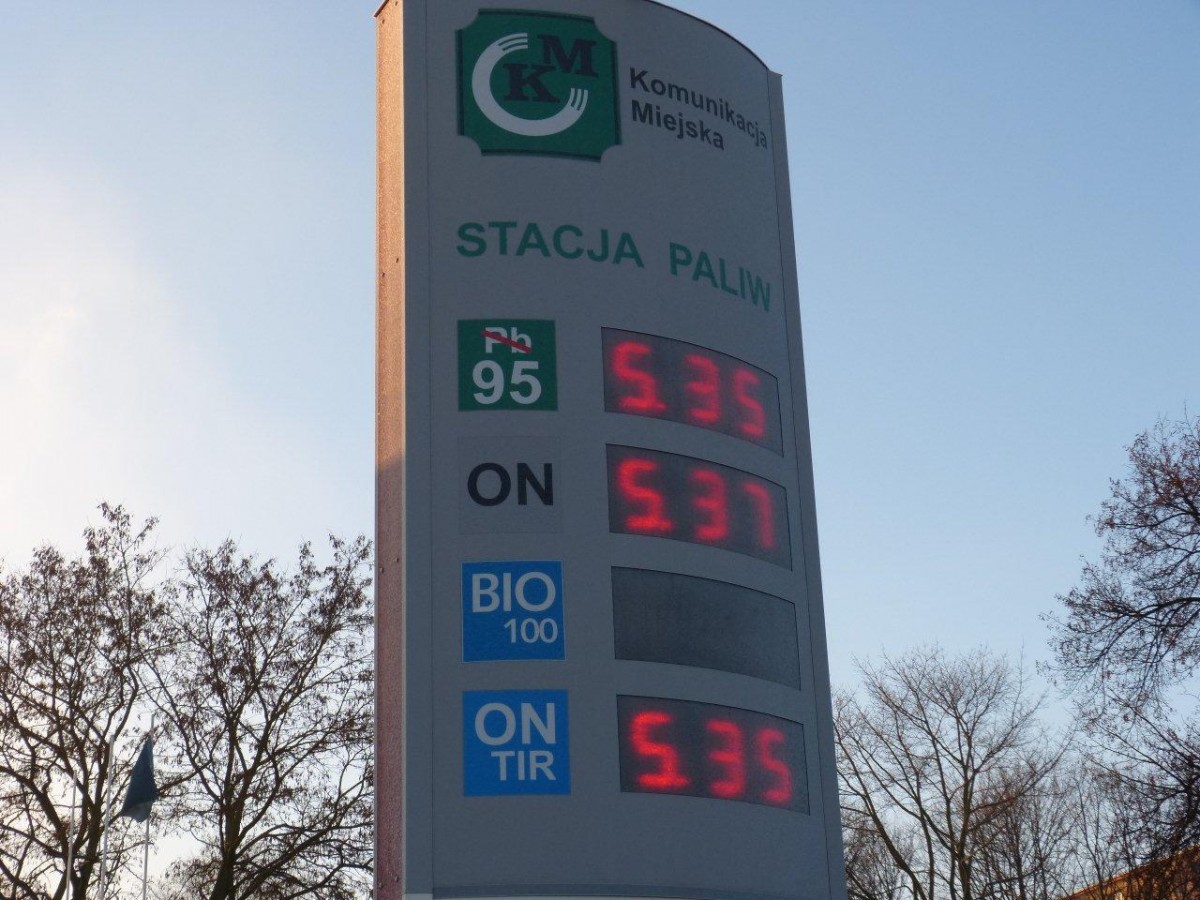 KM
Komunikacja
Miejska
STACJA PALIW
Pb
95
5.35
ON
5.37
BIO
100
ON
TIR
5.35